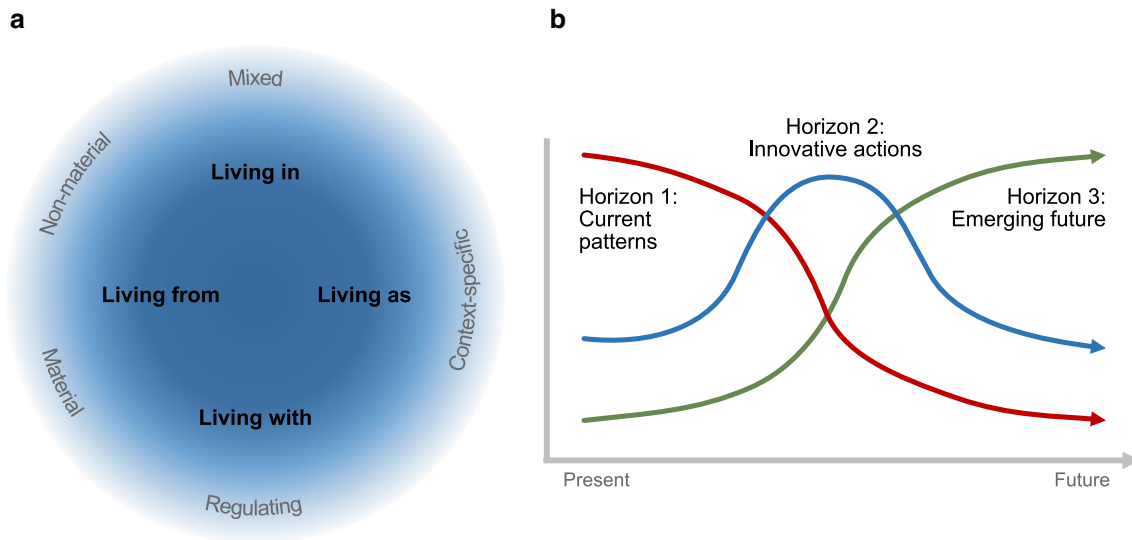 a
Mixed
Non-material
Living in
Living from
Living as
Context-specific
Material
Living with
Regulating
b
Horizon 2:
Innovative actions
Horizon 1:
Current
patterns
Horizon 3:
Emerging future
Present
Future